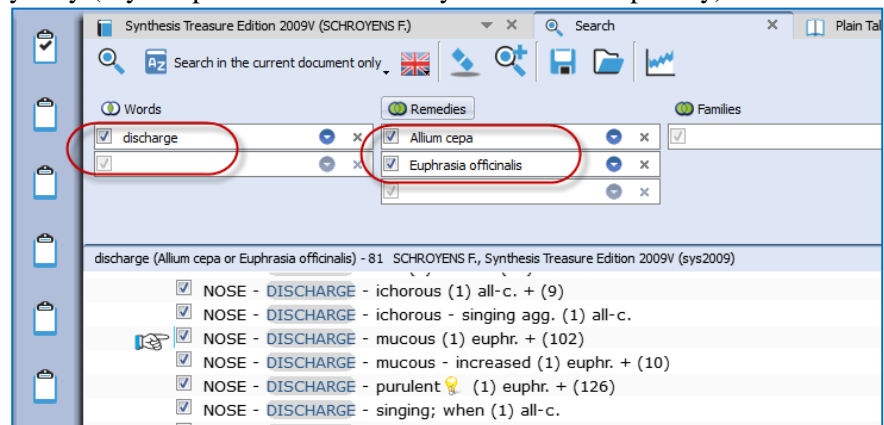 Synthesis Treasure Edition 2009V (SCHROYENS F.) Search Plain Tal
Search in the current document only
Words Remedies Families
discharge Allium cepa
Euphrasia officinalis
discharge (Allium cepa or Euphrasia officinalis) - 81 SCHROYENS F., Synthesis Treasure Edition 2009V (sys2009)
NOSE - DISCHARGE - ichorous (1) all-c. + (9)
NOSE - DISCHARGE - ichorous - singing agg. (1) all-c.
NOSE - DISCHARGE - mucous (1) euphr. + (102)
NOSE - DISCHARGE - mucous - increased (1) euphr. + (10)
NOSE - DISCHARGE - purulent (1) euphr. + (126)
NOSE - DISCHARGE - singing; when (1) all-c.